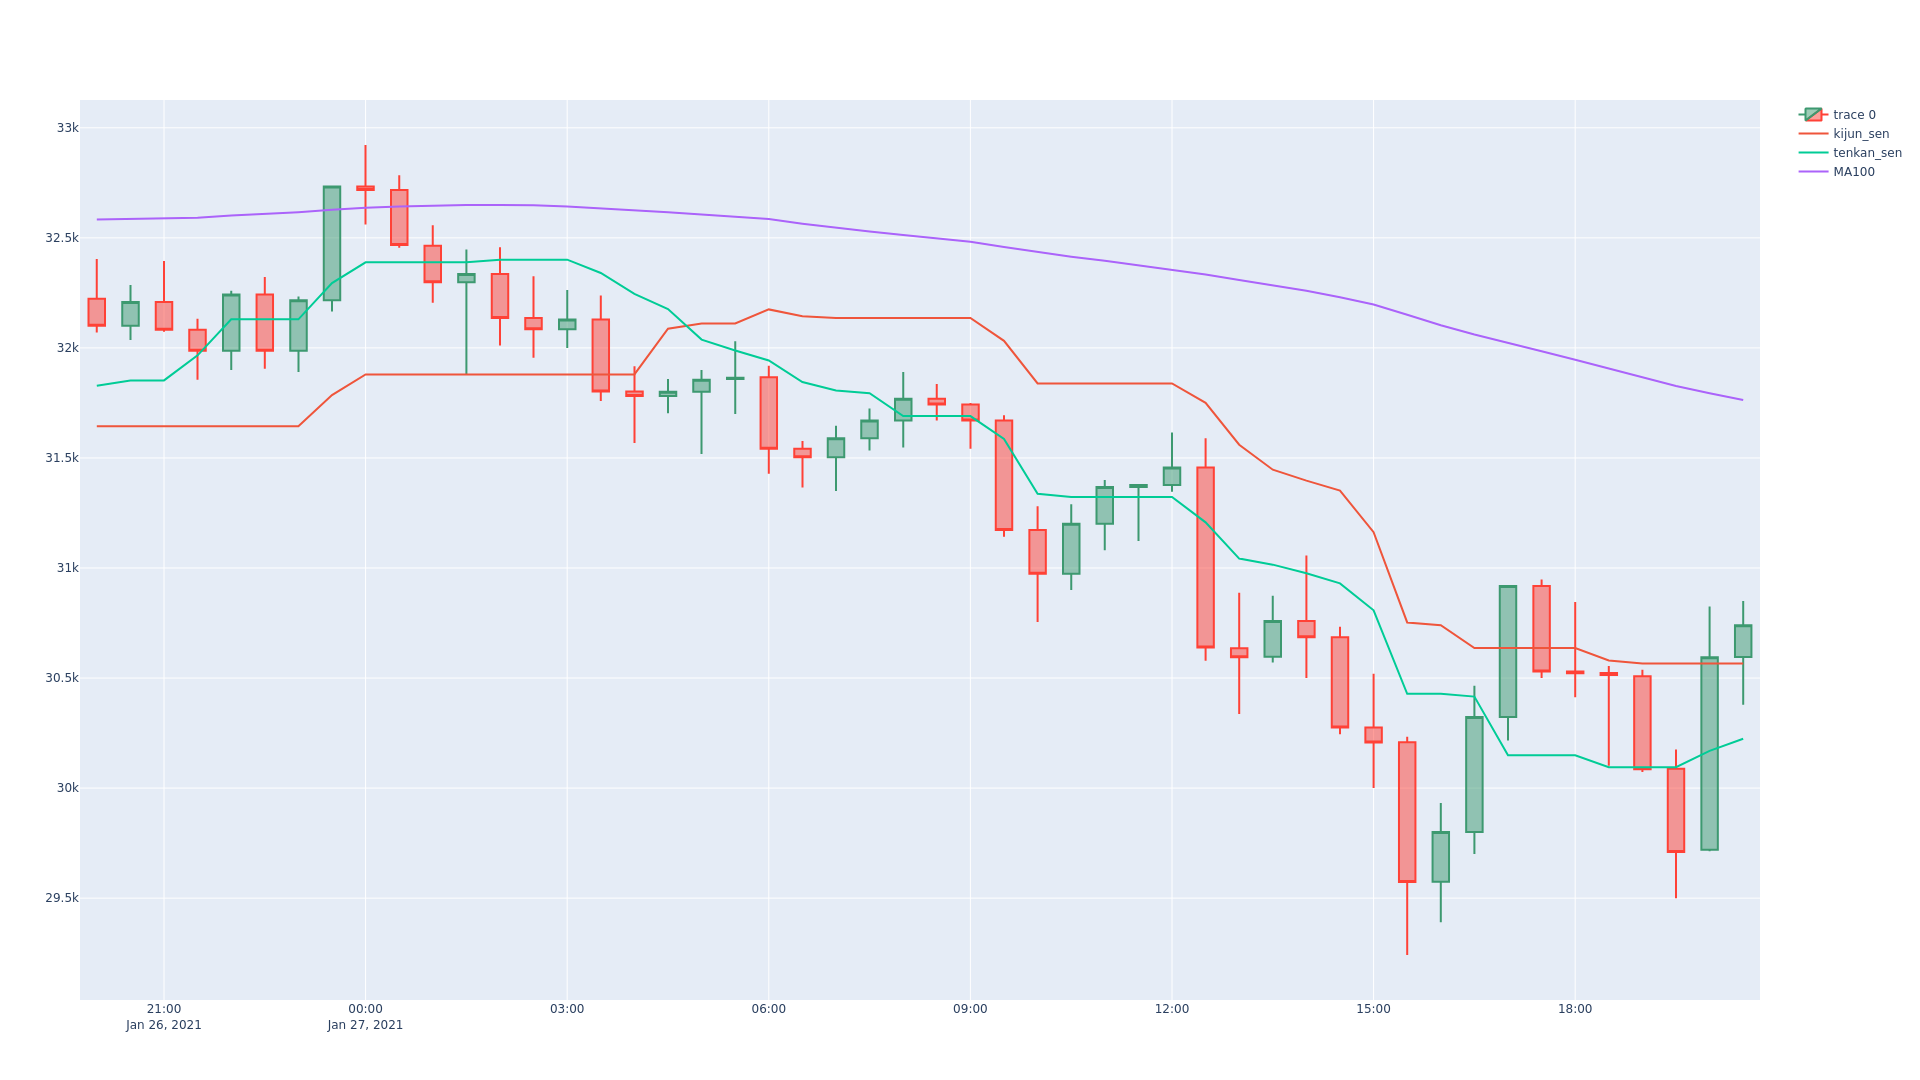 33k
32.5k
32k
31.5k
31k
30.5k
30k
29.5k
21:00
Jan 26, 2021
00:00
Jan 27, 2021
03:00
06:00
09:00
12:00
15:00
18:00
trace 0
kijun_sen
tenkan_sen
MA100